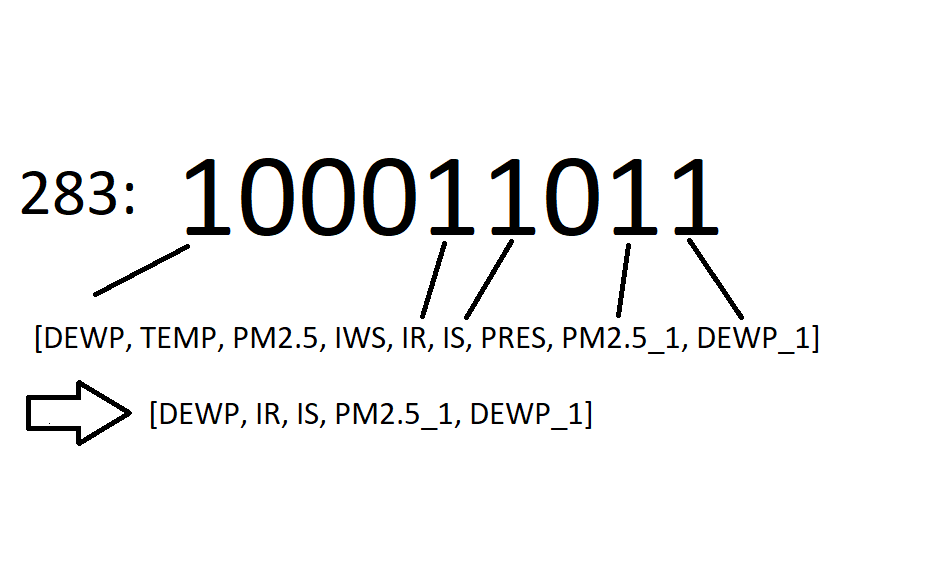 283: 100011011
[DEWP, TEMP, PM2.5, IWS, IR, IS, PRES, PM2.5_1, DEWP_1]
[DEWP, IR, IS, PM2.5_1, DEWP_1]